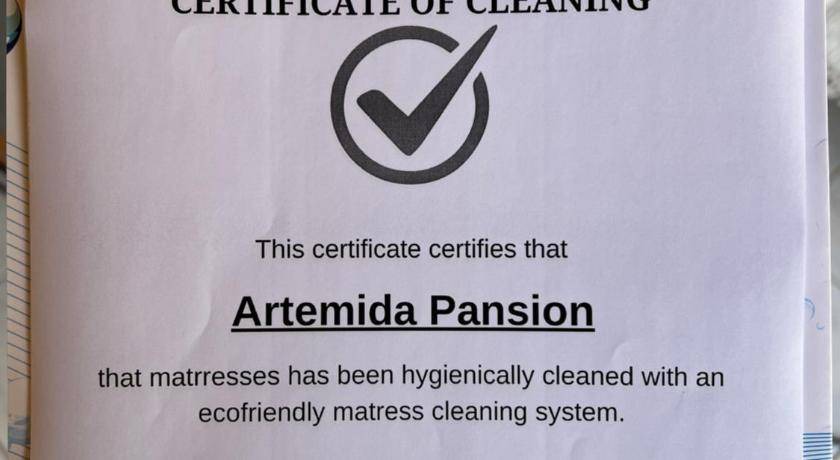 CERTIFICATE OF CLEANING
This certificate certifies that
Artemida Pansion
that matrresses has been hygienically cleaned with an
ecofriendly matress cleaning system.